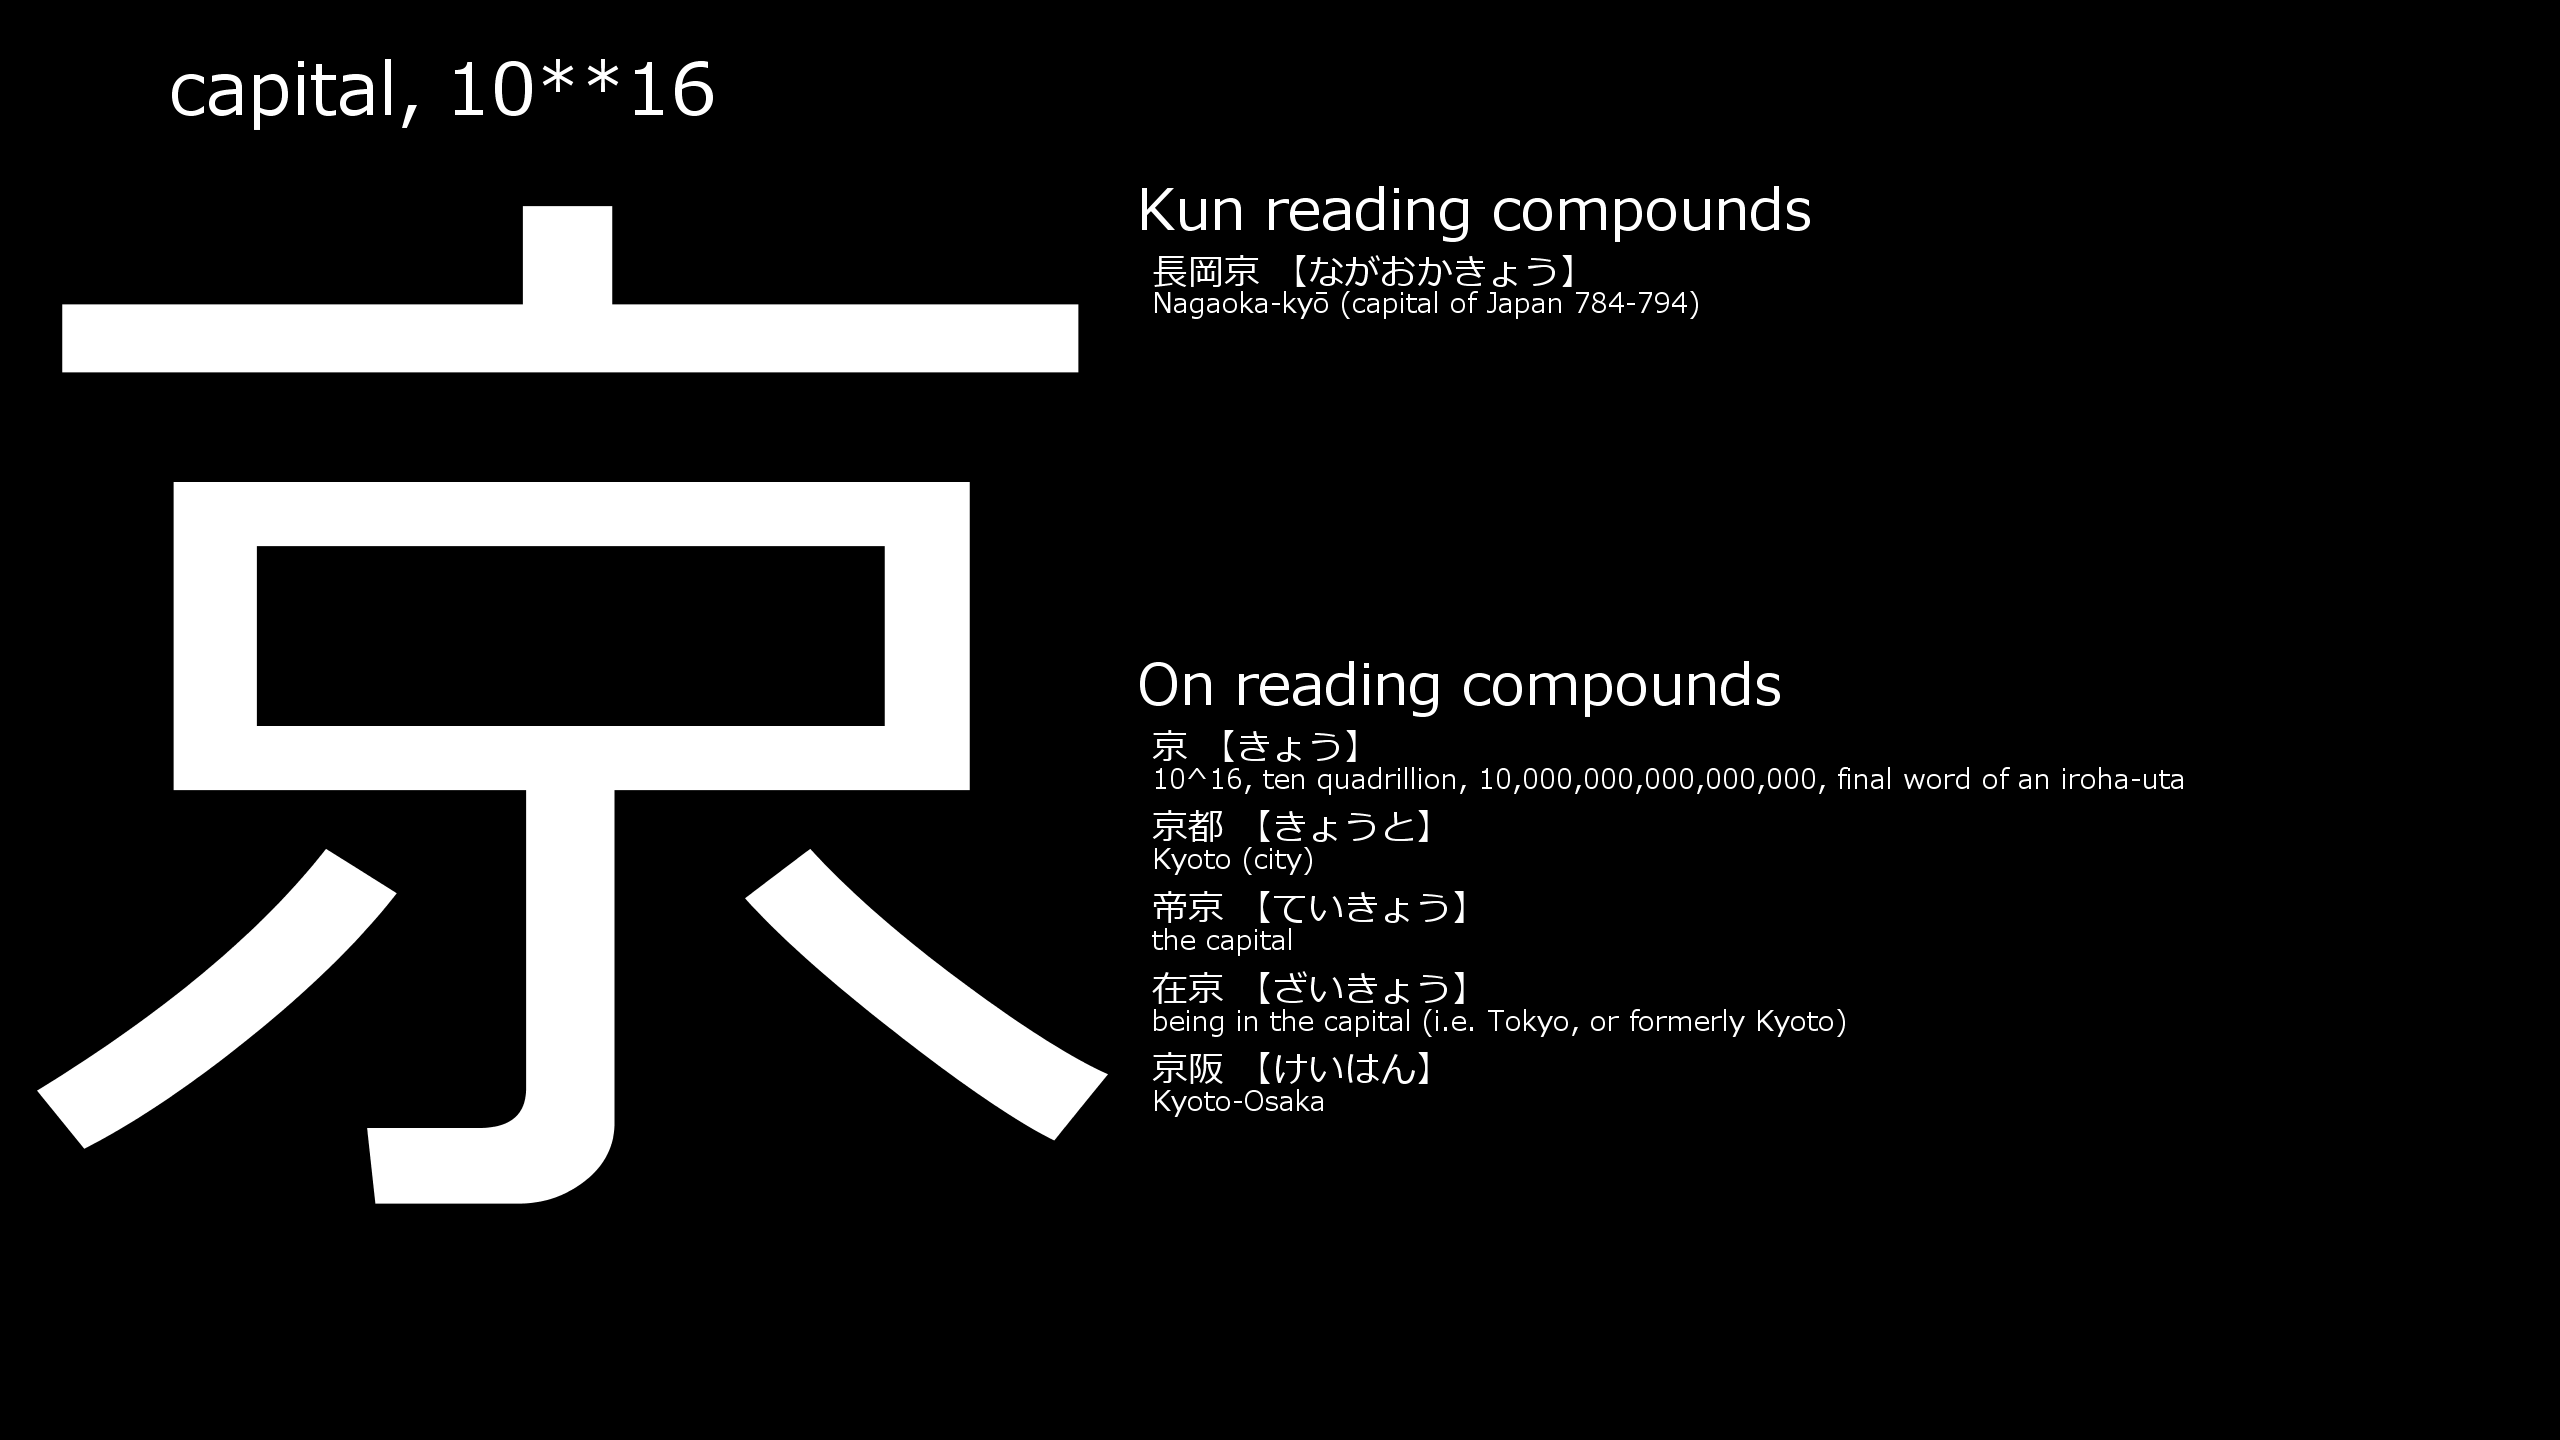 capital, 10**16
京
Kun reading compounds
長岡京 【ながおかきょう】
Nagaoka-kyō (capital of Japan 784-794)
On reading compounds
京 【きょう】
10^16, ten quadrillion, 10,000,000,000,000,000, final word of an iroha-uta
京都 【きょうと】
Kyoto (city)
帝京 【ていきょう】
the capital
在京 【ざいきょう】
being in the capital (i.e. Tokyo, or formerly Kyoto)
京阪 【けいはん】
Kyoto-Osaka